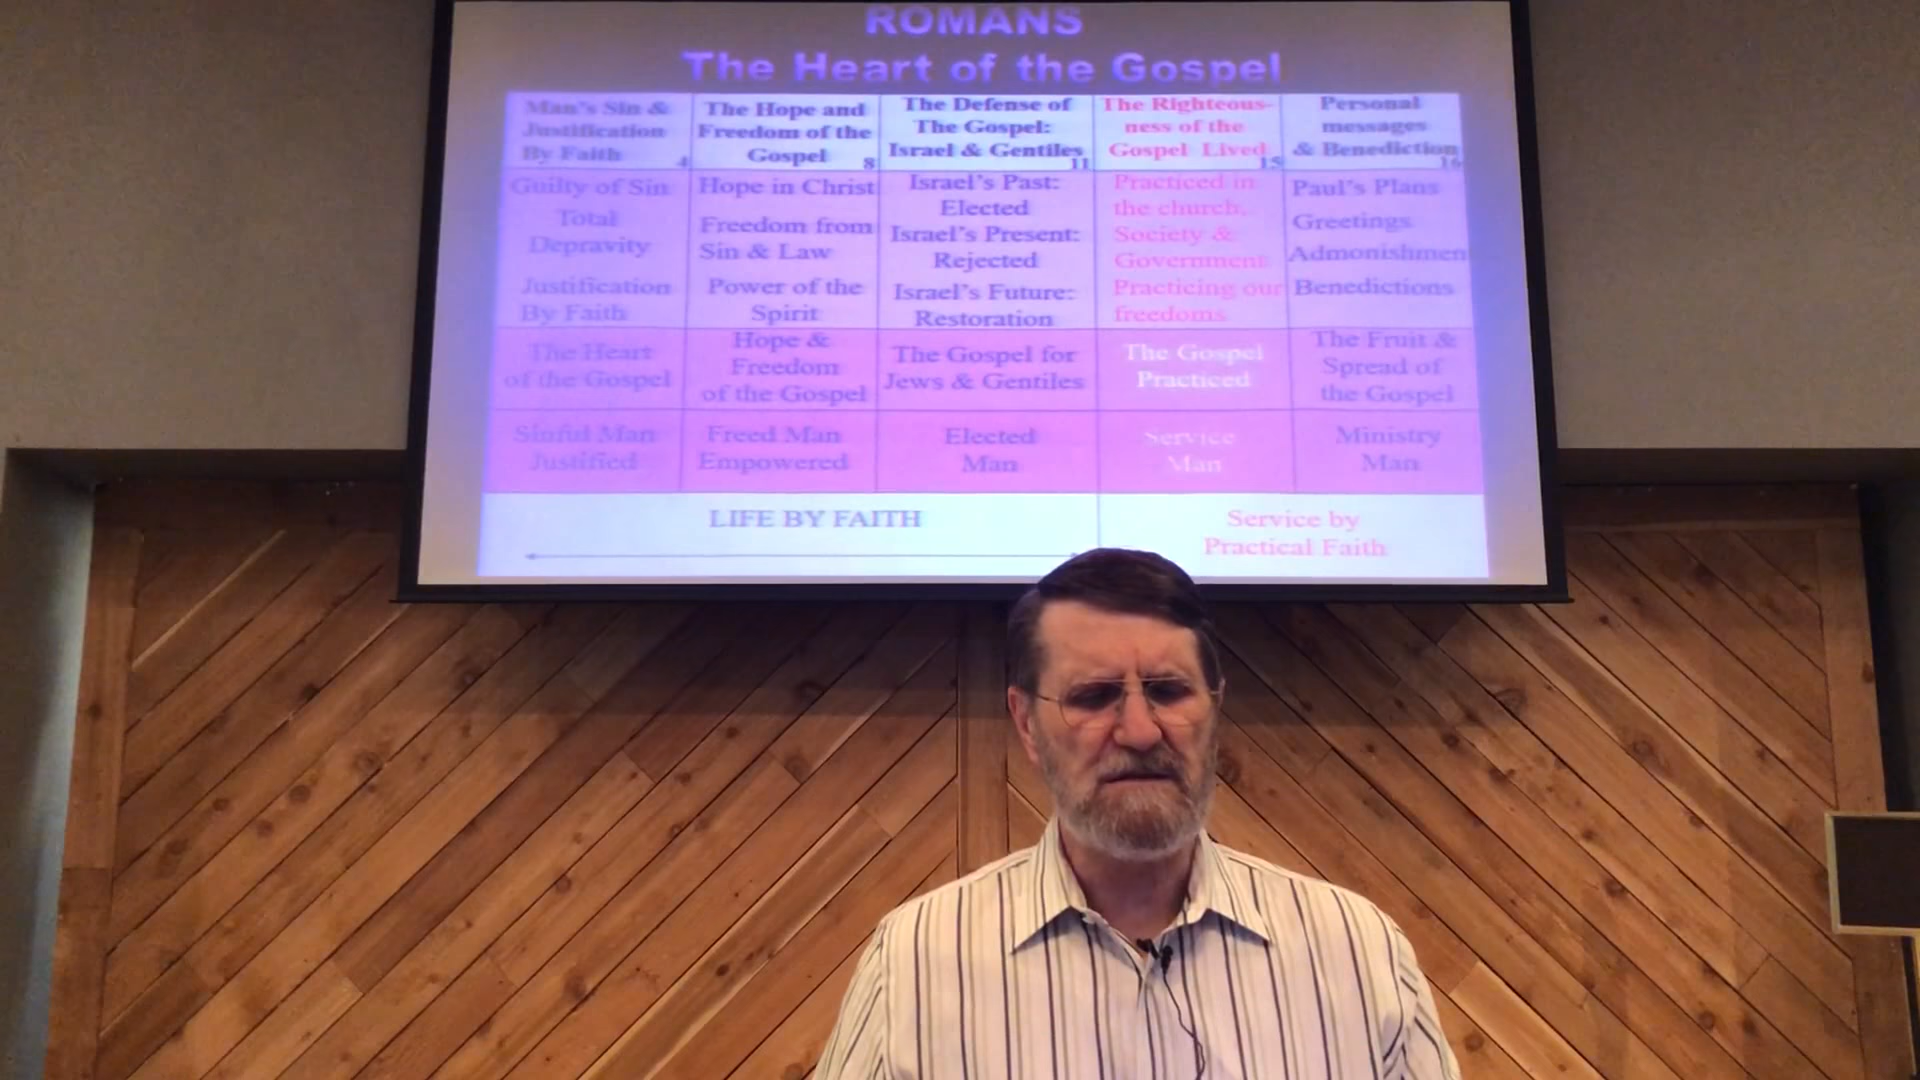 ROMANS
The Heart of the Gospel
Man's Sin &
Justification
By Faith 4
The Hope and
Freedom of the
Gospel 8
The Defense of
The Gospel:
Israel & Gentiles 11
The Righteous-
ness of the
Gospel Lived 15
Personal
messages
& Benediction 16
Guilty of Sin
Total
Depravity
Justification
By Faith
Hope in Christ
Freedom from
Sin & Law
Power of the
Spirit
Israel's Past:
Elected
Israel's Present:
Rejected
Israel's Future:
Restoration
Practiced in
the church,
Society &
Government
Practicing our
freedoms
Paul's Plans
Greetings
Admonishmen
Benedictions
The Heart
of the Gospel
Hope &
Freedom
of the Gospel
The Gospel for
Jews & Gentiles
The Gospel
Practiced
The Fruit &
Spread of
the Gospel
Sinful Man
Justified
Freed Man
Empowered
Elected
Man
Service
Man
Ministry
Man
LIFE BY FAITH
Service by
Practical Faith